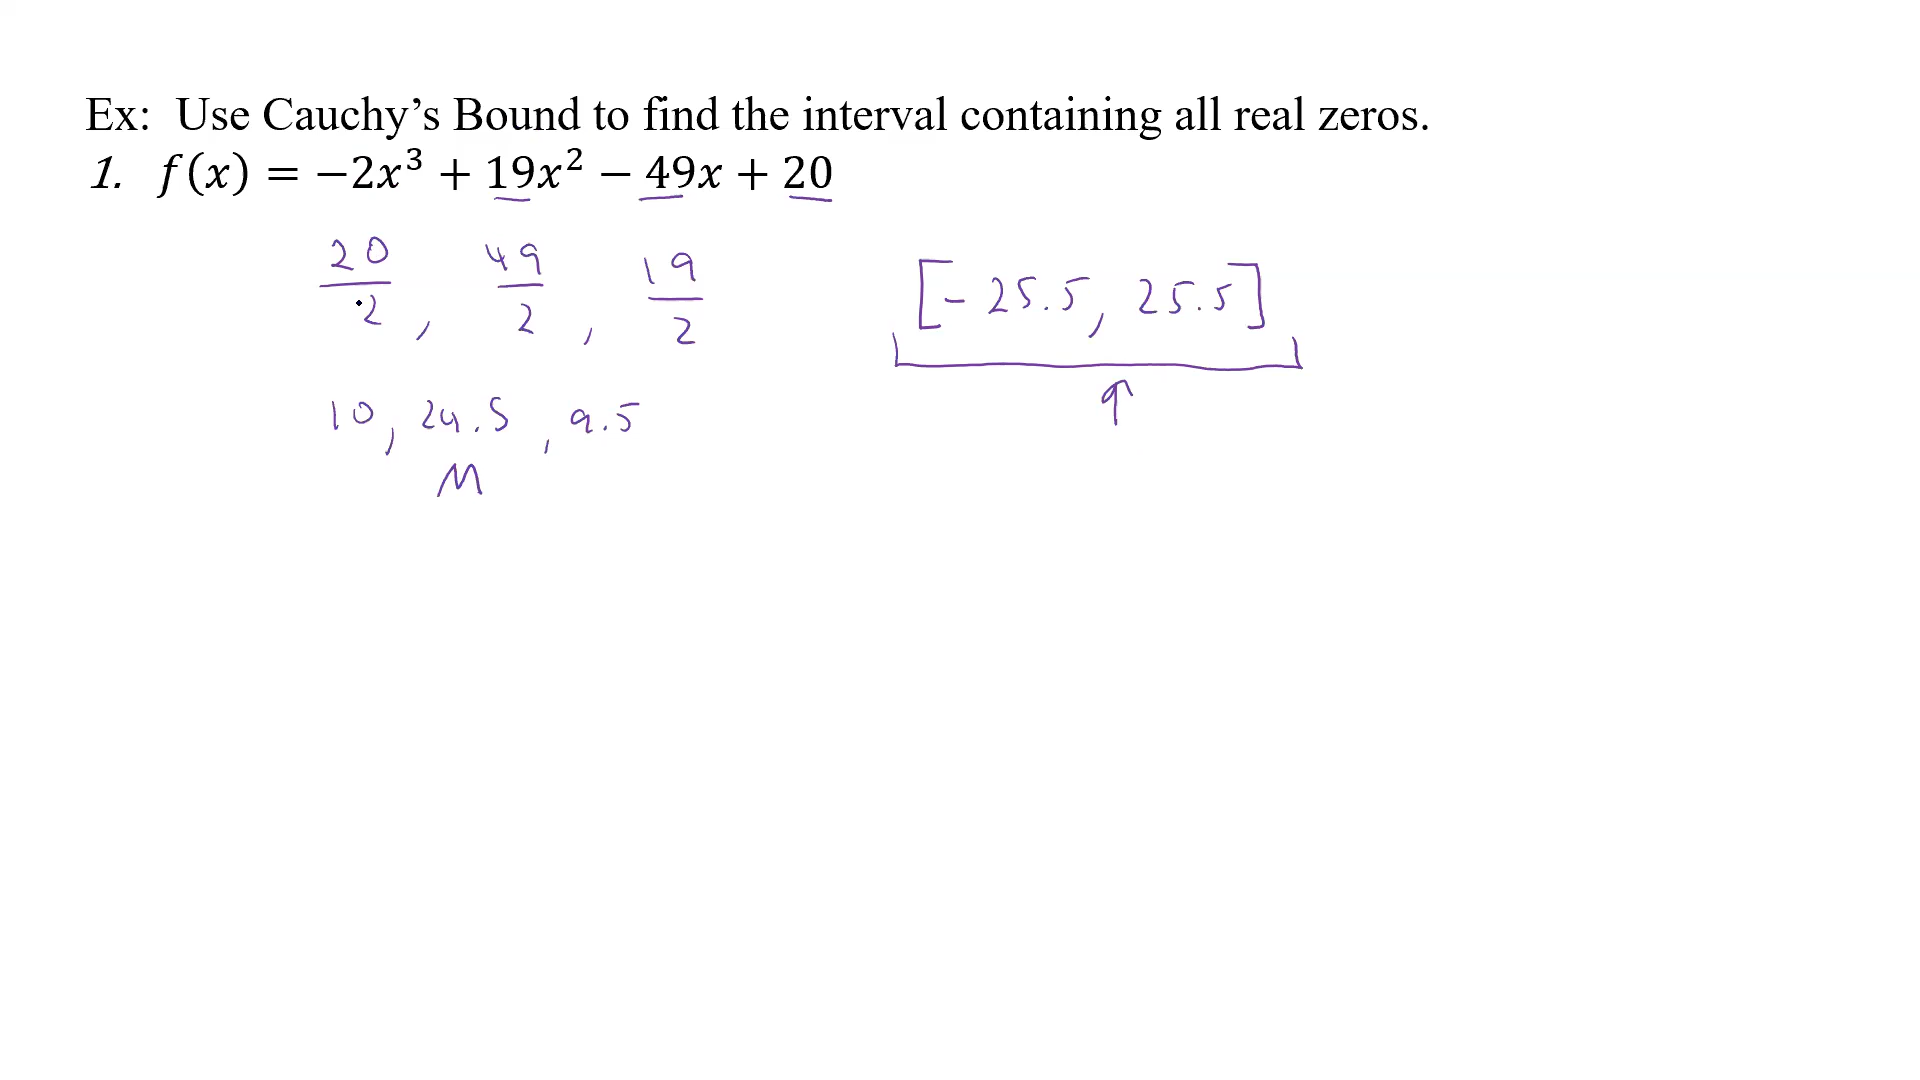 Ex: Use Cauchy’s Bound to find the interval containing all real zeros.
1. f(x) = −2x³ + 19x² − 49x + 20
20/2, 49/2, 19/2
[-25.5, 25.5]
10, 24.5, 9.5
M